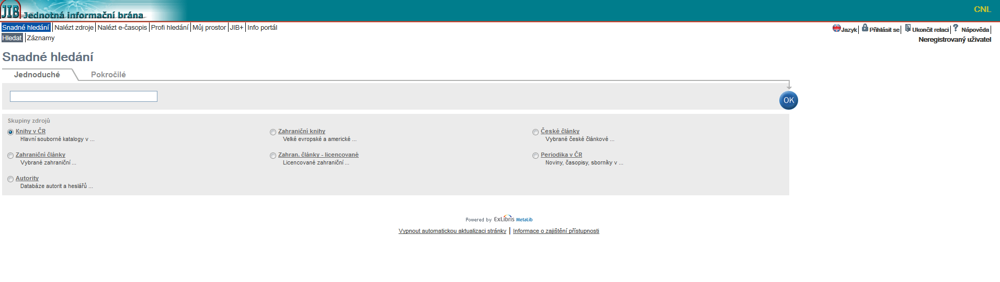 JIB Jednotná informační brána
CNL
Snadné hledání Nalézt zdroje Nalézt e-časopis Profi hledání Můj prostor JIB+ Info portál
Jazyk Přihlásit se Ukončit relaci ? Nápověda
Hledat Záznamy
Neregistrovaný uživatel
Snadné hledání
Jednoduché Pokročilé
OK
Skupiny zdrojů
Knihy v ČR Zahraniční knihy České články
Hlavní souborné katalogy v ... Velké evropské a americké ... Vybrané české článkové ...
Zahraniční články Zahran. články - licencované Periodika v ČR
Vybrané zahraniční ... Licencované zahraniční ... Noviny, časopisy, sborníky v ...
Autority
Databáze autorit a heslářů ...
Powered by ExLibris MetaLib
Vypnout automatickou aktualizaci stránky | Informace o zajištění přístupnosti